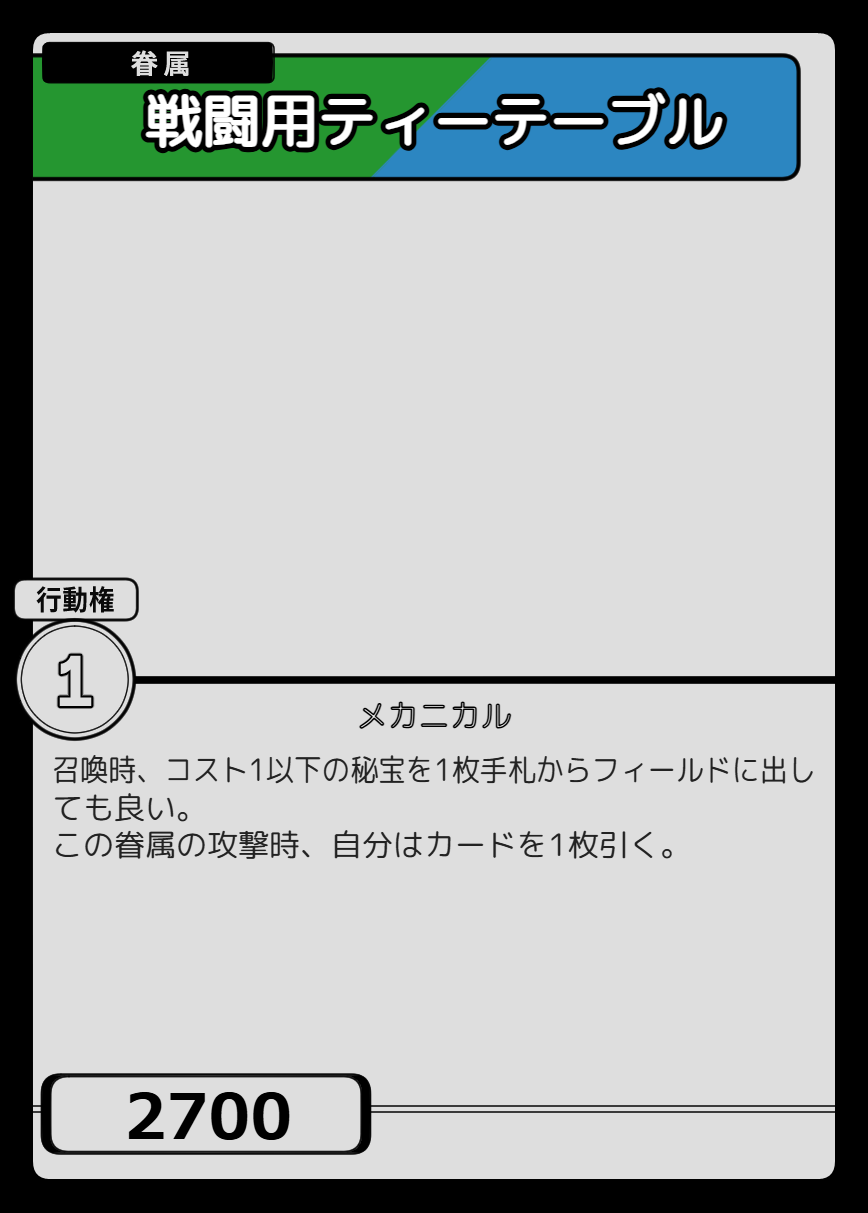 眷属
戦闘用ティーテーブル
行動権
1
メカニカル
召喚時、コスト1以下の秘宝を1枚手札からフィールドに出し
ても良い。
この眷属の攻撃時、自分はカードを1枚引く。
2700